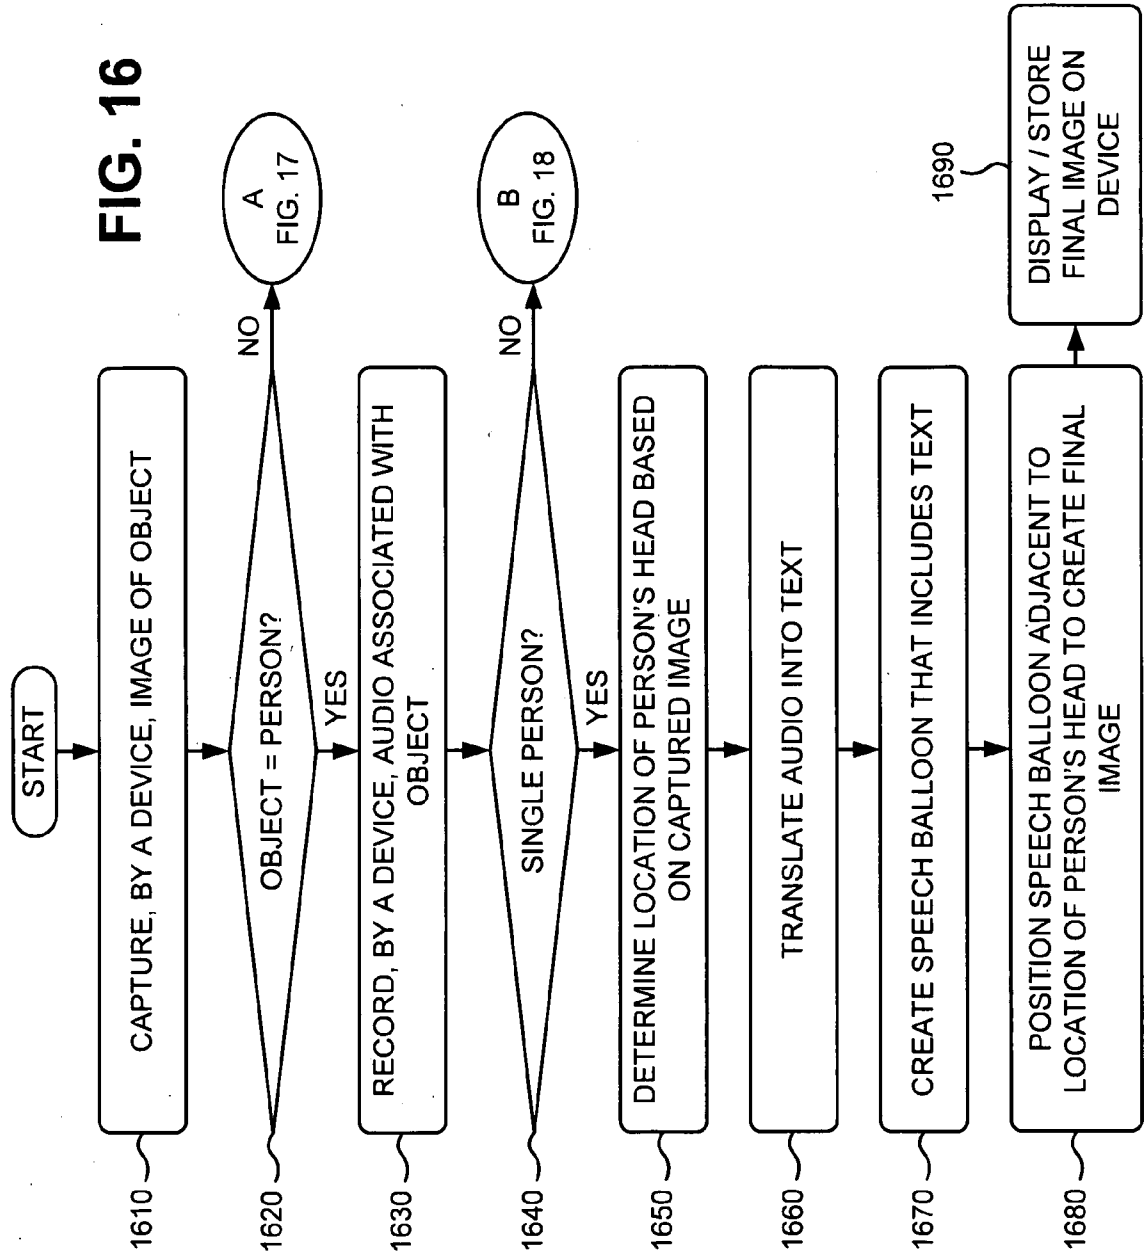 FIG. 16
START
1610
CAPTURE, BY A DEVICE, IMAGE OF OBJECT
1620
OBJECT = PERSON?
NO
A
FIG. 17
YES
1630
RECORD, BY A DEVICE, AUDIO ASSOCIATED WITH
OBJECT
1640
SINGLE PERSON?
NO
B
FIG. 18
YES
1650
DETERMINE LOCATION OF PERSON'S HEAD BASED
ON CAPTURED IMAGE
1660
TRANSLATE AUDIO INTO TEXT
1670
CREATE SPEECH BALLOON THAT INCLUDES TEXT
1680
POSITION SPEECH BALLOON ADJACENT TO
LOCATION OF PERSON'S HEAD TO CREATE FINAL
IMAGE
1690
DISPLAY / STORE
FINAL IMAGE ON
DEVICE